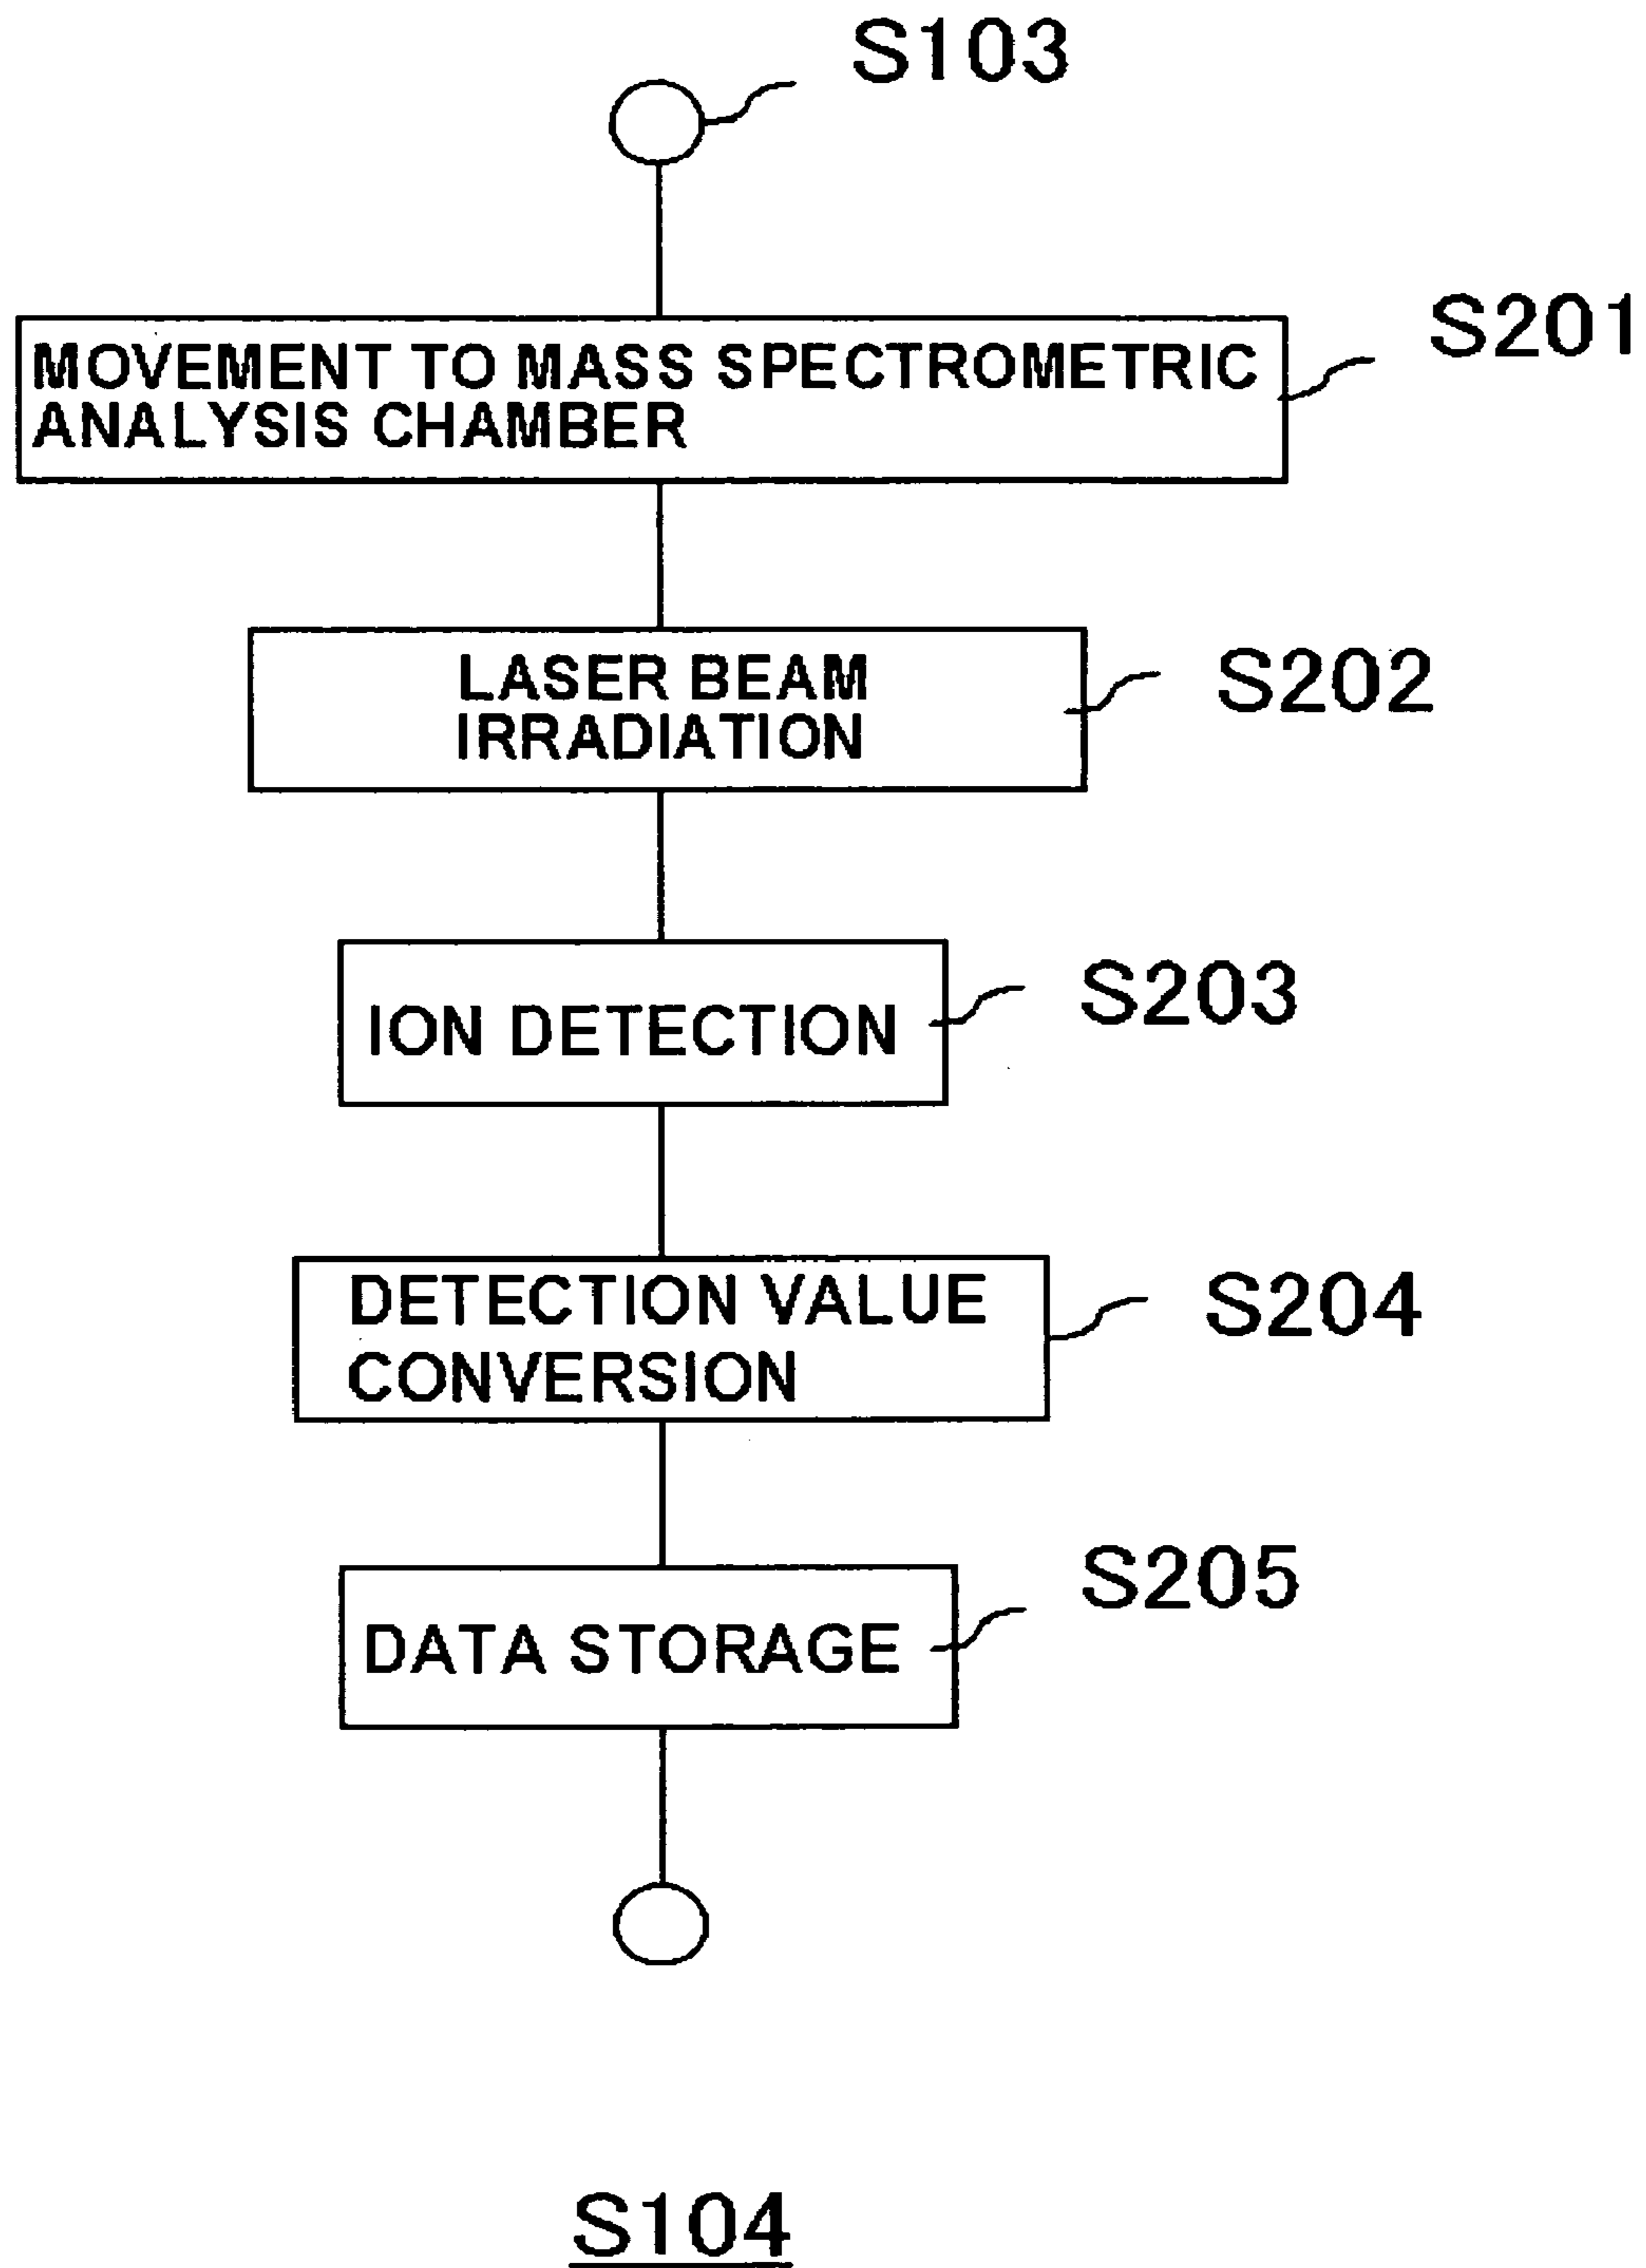 S103
S201
MOVEMENT TO MASS SPECTROMETRIC
ANALYSIS CHAMBER
S202
LASER BEAM
IRRADIATION
S203
ION DETECTION
S204
DETECTION VALUE
CONVERSION
S205
DATA STORAGE
S104